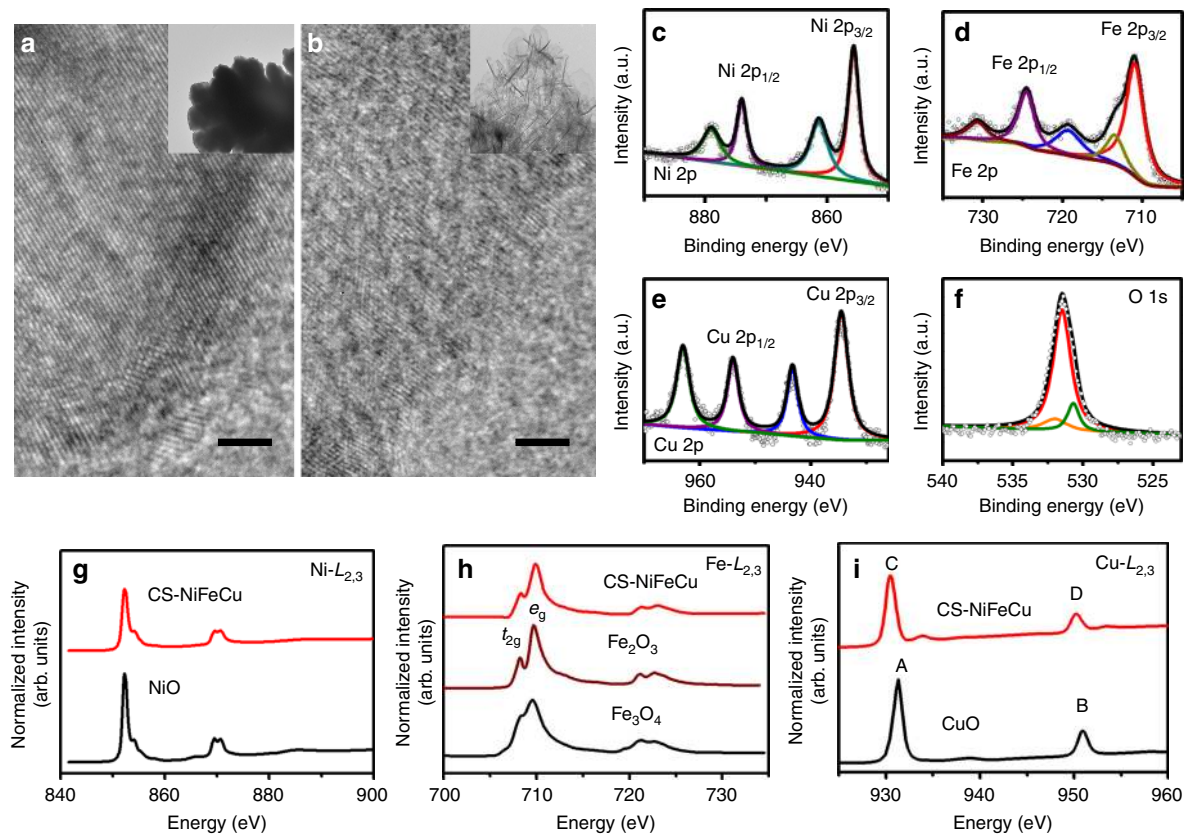 a
b
c
Ni 2p3/2
Ni 2p1/2
Ni 2p
Intensity (a.u.)
880
860
Binding energy (eV)
d
Fe 2p3/2
Fe 2p1/2
Fe 2p
Intensity (a.u.)
730
720
710
Binding energy (eV)
e
Cu 2p3/2
Cu 2p1/2
Cu 2p
Intensity (a.u.)
960
940
Binding energy (eV)
f
O 1s
Intensity (a.u.)
540
535
530
525
Binding energy (eV)
g
Ni-L2,3
CS-NiFeCu
NiO
Normalized intensity
(arb. units)
840
860
880
900
Energy (eV)
h
Fe-L2,3
CS-NiFeCu
eg
t2g
Fe2O3
Fe3O4
Normalized intensity
(arb. units)
700
710
720
730
Energy (eV)
i
Cu-L2,3
C
CS-NiFeCu
D
A
B
CuO
Normalized intensity
(arb. units)
930
940
950
960
Energy (eV)